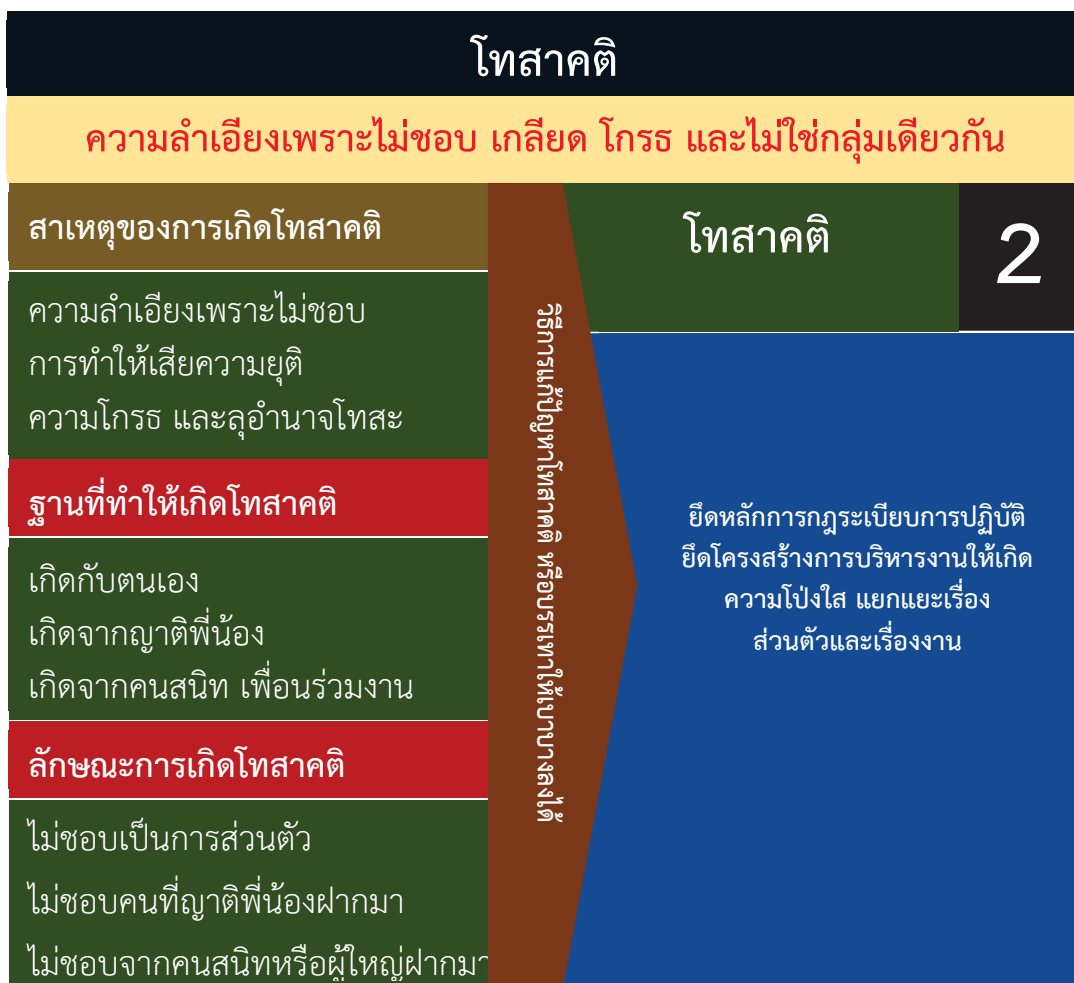 โทสาคติ
ความลำเอียงเพราะไม่ชอบ เกลียด โกรธ และไม่ใช่กลุ่มเดียวกัน
สาเหตุของการเกิดโทสาคติ
ความลำเอียงเพราะไม่ชอบ
การทำให้เสียความยุติ
ความโกรธ และลุอำนาจโทสะ
ฐานที่ทำให้เกิดโทสาคติ
เกิดกับตนเอง
เกิดจากญาติพี่น้อง
เกิดจากคนสนิท เพื่อนร่วมงาน
ลักษณะการเกิดโทสาคติ
ไม่ชอบเป็นการส่วนตัว
ไม่ชอบคนที่ญาติพี่น้องฝากมา
ไม่ชอบจากคนสนิทหรือผู้ใหญ่ฝากมา
วิธีการแก้ปัญหาโทสาคติ หรือบรรเทาให้เบาบางลงได้
โทสาคติ
2
ยึดหลักการกฎระเบียบการปฏิบัติ
ยึดโครงสร้างการบริหารงานให้เกิด
ความโป่งใส แยกแยะเรื่อง
ส่วนตัวและเรื่องงาน